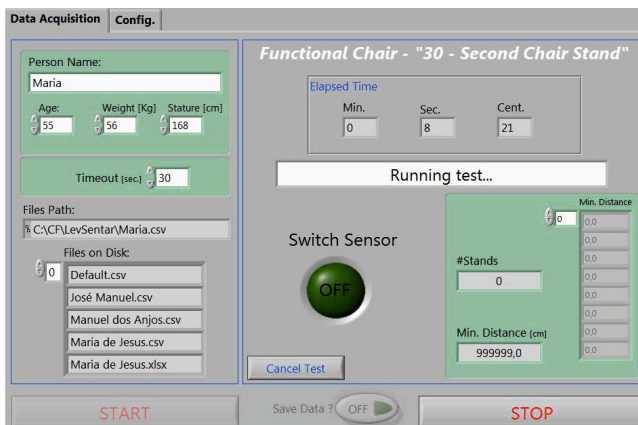 Data Acquisition Config.
Person Name:
Maria
Age: Weight [Kg] Stature [cm]
55 56 168
Timeout [sec.] 30
Files Path:
C:\CF\LevSentar\Maria.csv
Files on Disk:
0 Default.csv
José Manuel.csv
Manuel dos Anjos.csv
Maria de Jesus.csv
Maria de Jesus.xlsx
START
Functional Chair - "30 - Second Chair Stand"
Elapsed Time
Min. Sec. Cent.
0 8 21
Running test...
Switch Sensor
OFF
Cancel Test
Min. Distance
0 0,0
0,0
0,0
0,0
0,0
0,0
0,0
0,0
#Stands
0
Min. Distance [cm]
999999,0
Save Data ? OFF
STOP